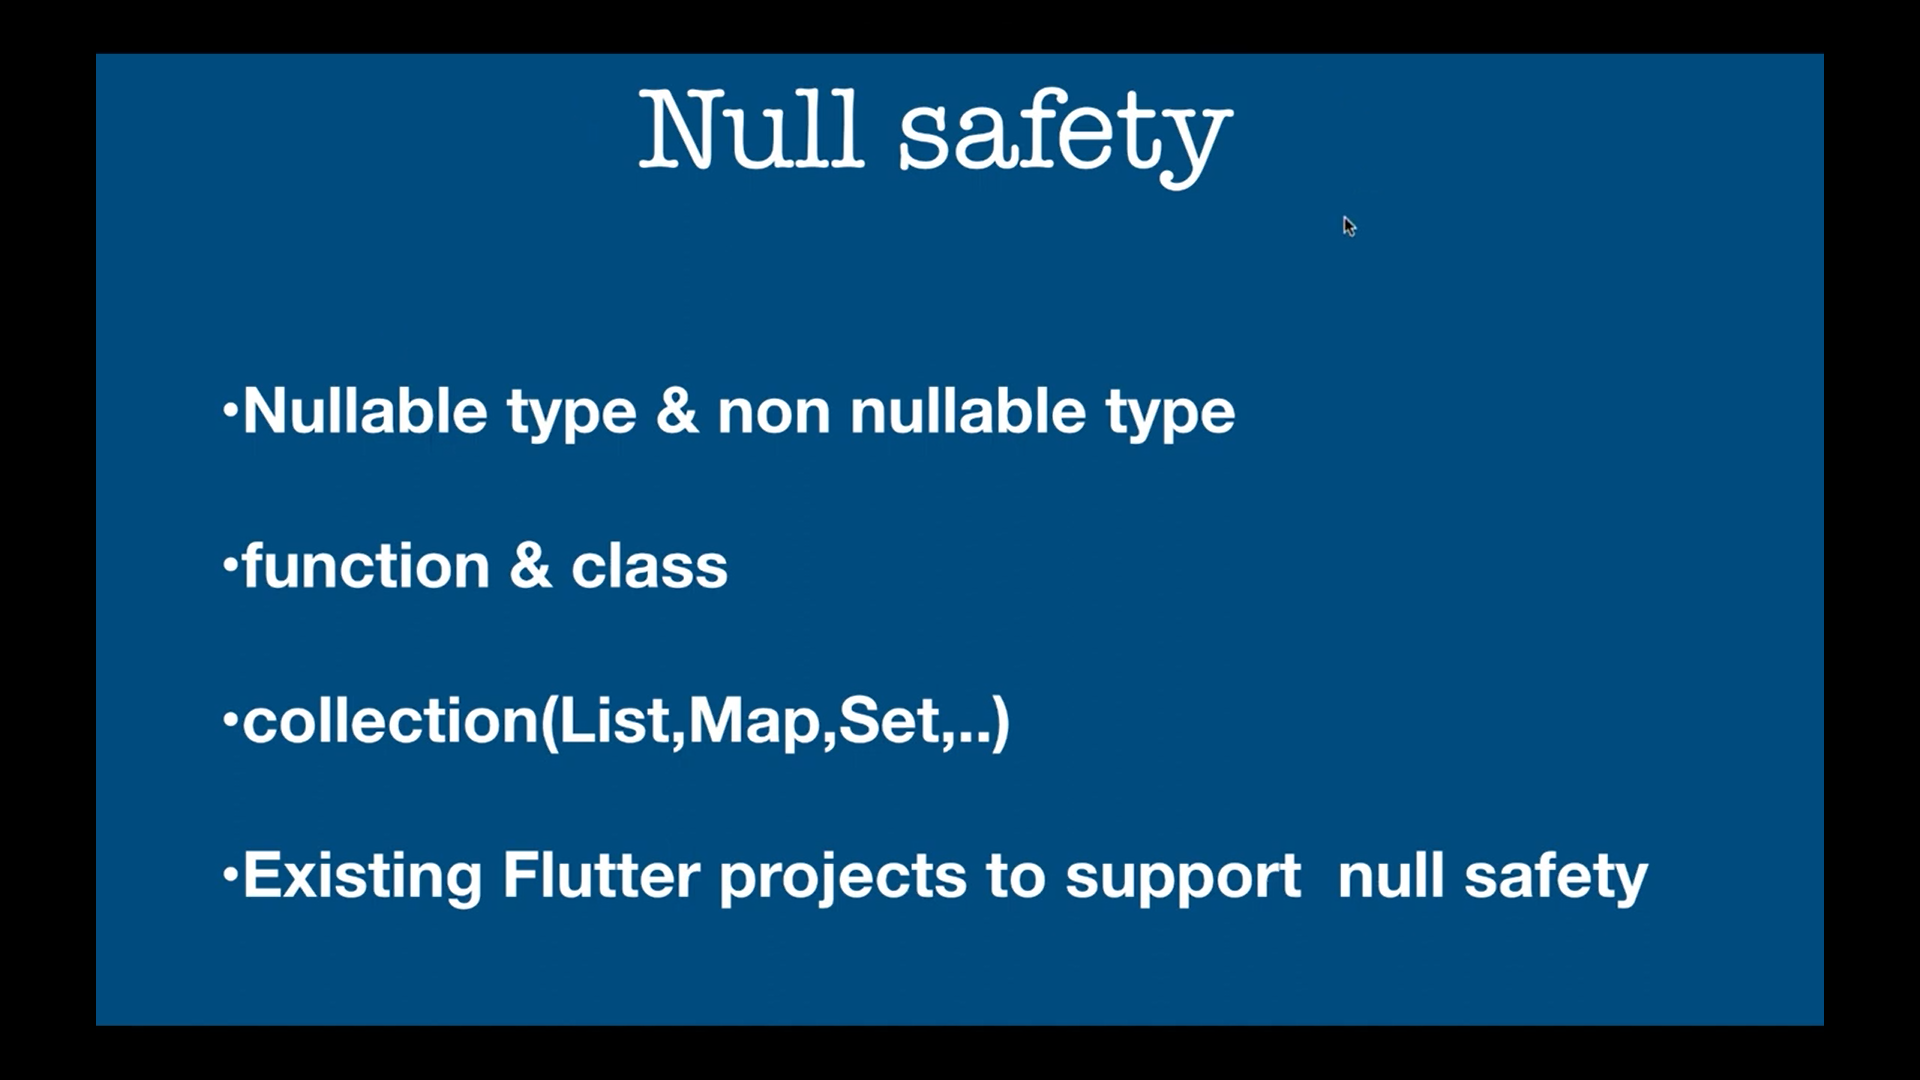 Null safety
•Nullable type & non nullable type
•function & class
•collection(List,Map,Set,..)
•Existing Flutter projects to support  null safety